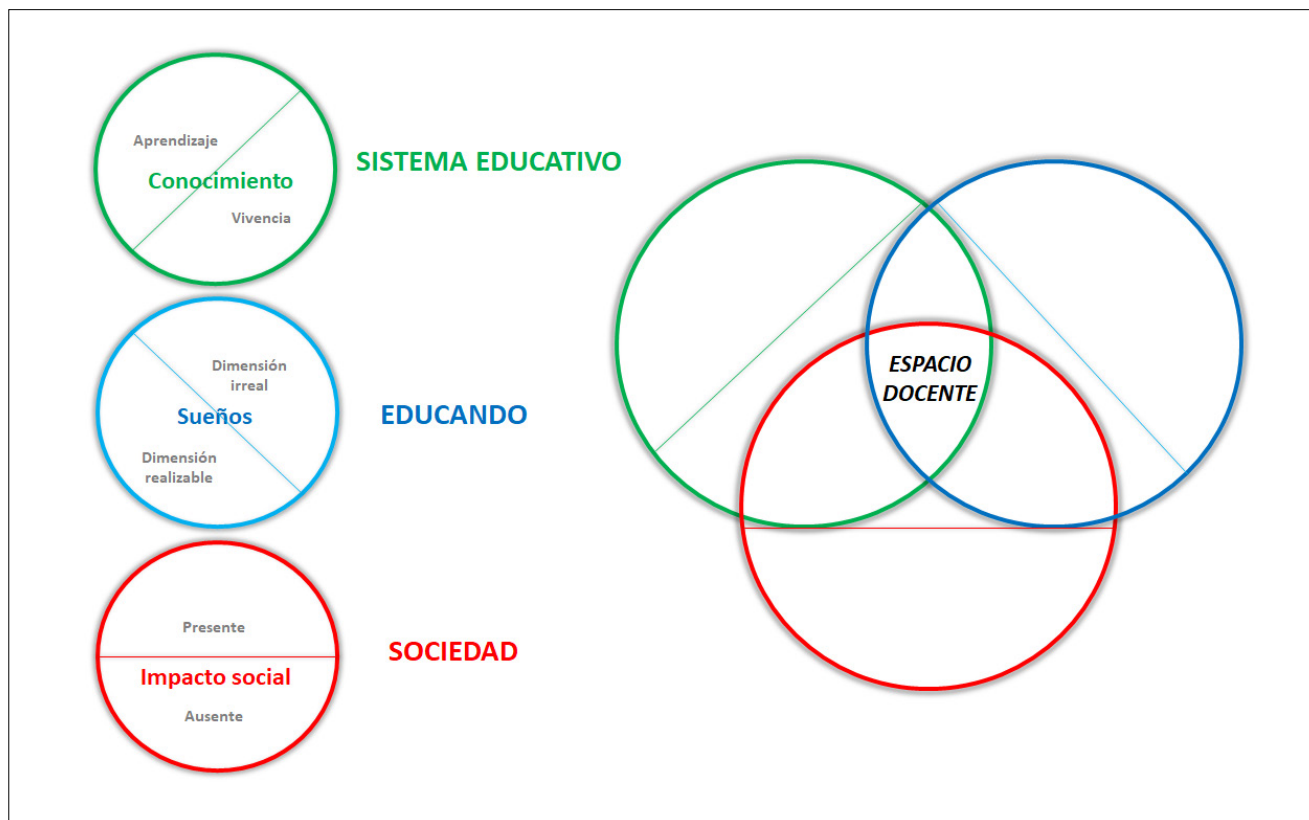 Aprendizaje
Conocimiento
Vivencia
SISTEMA EDUCATIVO
Dimensión
irreal
Sueños
Dimensión
realizable
EDUCANDO
Presente
Impacto social
Ausente
SOCIEDAD
ESPACIO
DOCENTE